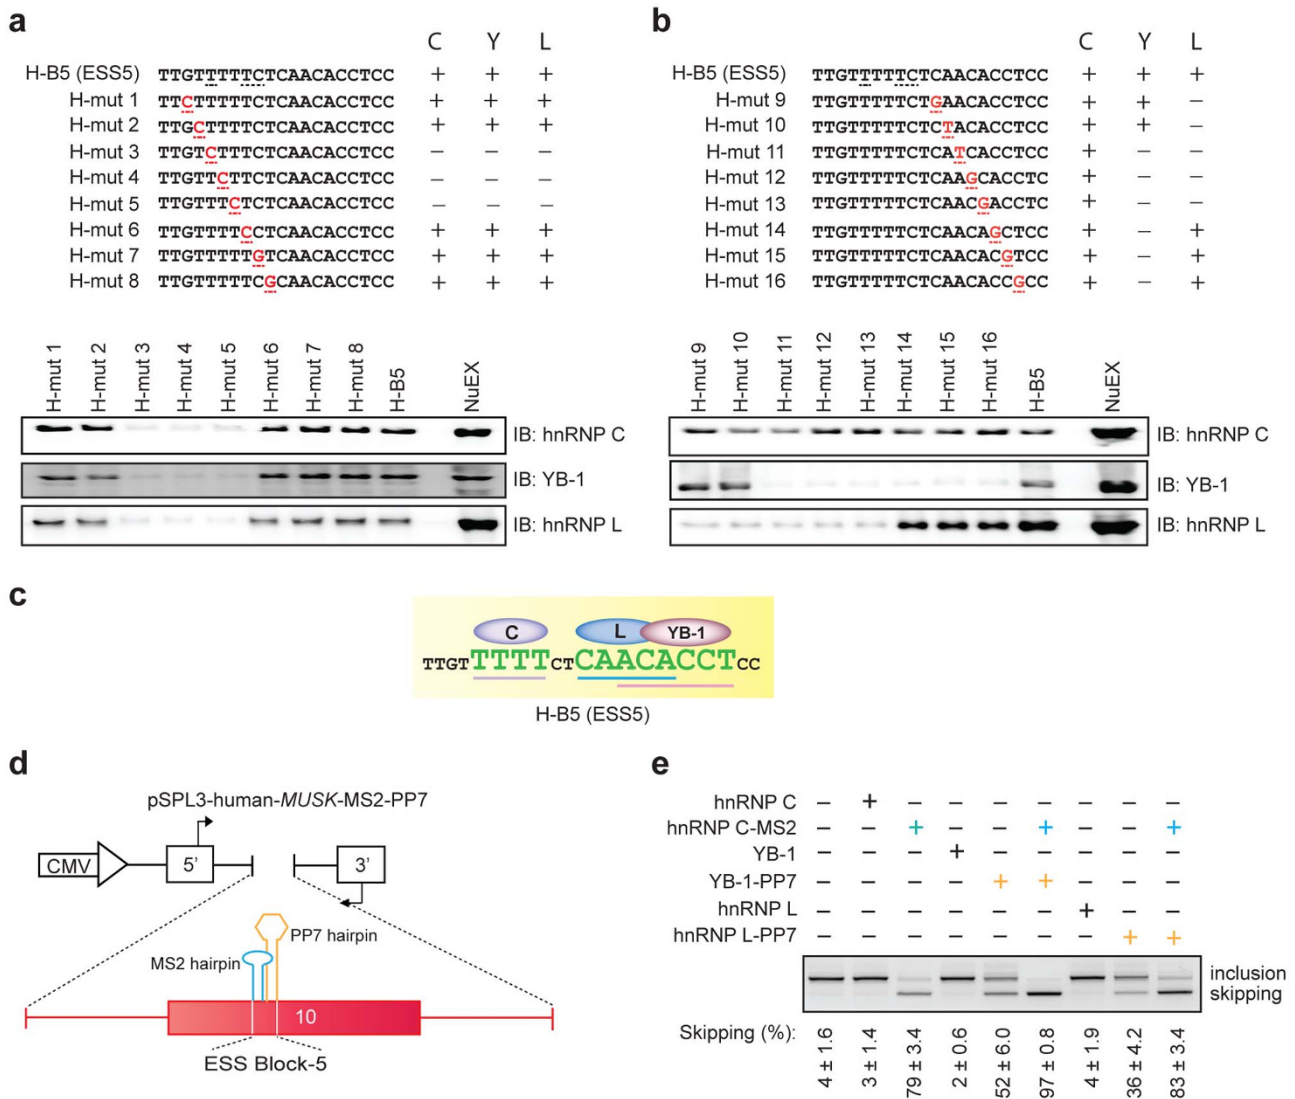 a
C Y L
H-B5 (ESS5) TTGTTTTTCTCAACACCTCC + + +
H-mut 1 TTCTTTTTCTCAACACCTCC + + +
H-mut 2 TTGCTTTTCTCAACACCTCC + + +
H-mut 3 TTGTCTTTCTCAACACCTCC – – –
H-mut 4 TTGTTCTTCTCAACACCTCC – – –
H-mut 5 TTGTTTCTCTCAACACCTCC – – –
H-mut 6 TTGTTTTCCTCAACACCTCC + + +
H-mut 7 TTGTTTTTGTCAACACCTCC + + +
H-mut 8 TTGTTTTTCGCAACACCTCC + + +
H-mut 1 H-mut 2 H-mut 3 H-mut 4 H-mut 5 H-mut 6 H-mut 7 H-mut 8 H-B5 NuEX
IB: hnRNP C
IB: YB-1
IB: hnRNP L
b
C Y L
H-B5 (ESS5) TTGTTTTTCTCAACACCTCC + + +
H-mut 9 TTGTTTTTCTGAACACCTCC + + –
H-mut 10 TTGTTTTTCTCTACACCTCC + + –
H-mut 11 TTGTTTTTCTCATCACCTCC + – –
H-mut 12 TTGTTTTTCTCAAGACCTCC + – –
H-mut 13 TTGTTTTTCTCAACGCCTCC + – –
H-mut 14 TTGTTTTTCTCAACAGCTCC + – +
H-mut 15 TTGTTTTTCTCAACACGTCC + – +
H-mut 16 TTGTTTTTCTCAACACCGCC + – +
H-mut 9 H-mut 10 H-mut 11 H-mut 12 H-mut 13 H-mut 14 H-mut 15 H-mut 16 H-B5 NuEX
IB: hnRNP C
IB: YB-1
IB: hnRNP L
c
C L YB-1
TTGTTTTTCTCAACACCTCC
H-B5 (ESS5)
d
pSPL3-human-MUSK-MS2-PP7
CMV 5' 3'
PP7 hairpin
MS2 hairpin
10
ESS Block-5
e
hnRNP C – + – – – – – – –
hnRNP C-MS2 – – + – – + – – +
YB-1 – – – + – – – – –
YB-1-PP7 – – – – + + – – –
hnRNP L – – – – – – + – –
hnRNP L-PP7 – – – – – – – + +
inclusion
skipping
Skipping (%): 4 ± 1.6 3 ± 1.4 79 ± 3.4 2 ± 0.6 52 ± 6.0 97 ± 0.8 4 ± 1.9 36 ± 4.2 83 ± 3.4